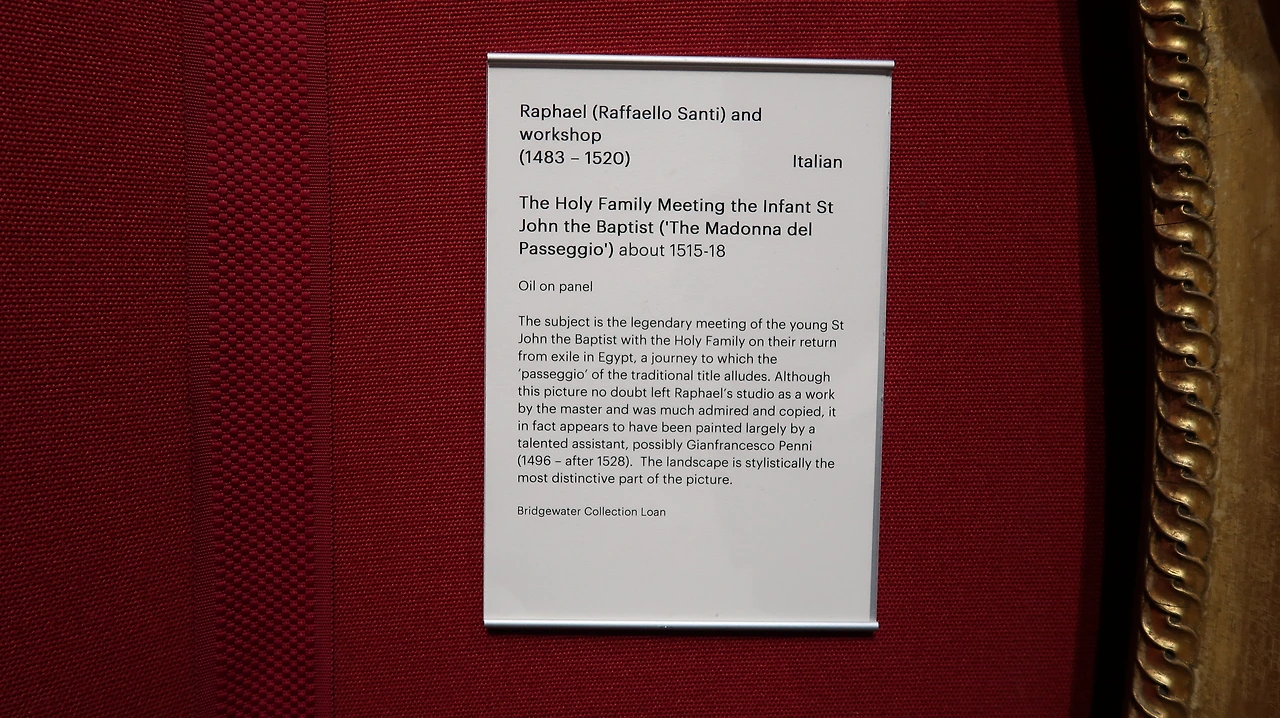 Raphael (Raffaello Santi) and
workshop
(1483 – 1520) Italian
The Holy Family Meeting the Infant St
John the Baptist ('The Madonna del
Passeggio') about 1515-18
Oil on panel
The subject is the legendary meeting of the young St
John the Baptist with the Holy Family on their return
from exile in Egypt, a journey to which the
‘passeggio’ of the traditional title alludes. Although
this picture no doubt left Raphael’s studio as a work
by the master and was much admired and copied, it
in fact appears to have been painted largely by a
talented assistant, possibly Gianfrancesco Penni
(1496 – after 1528).  The landscape is stylistically the
most distinctive part of the picture.
Bridgewater Collection Loan